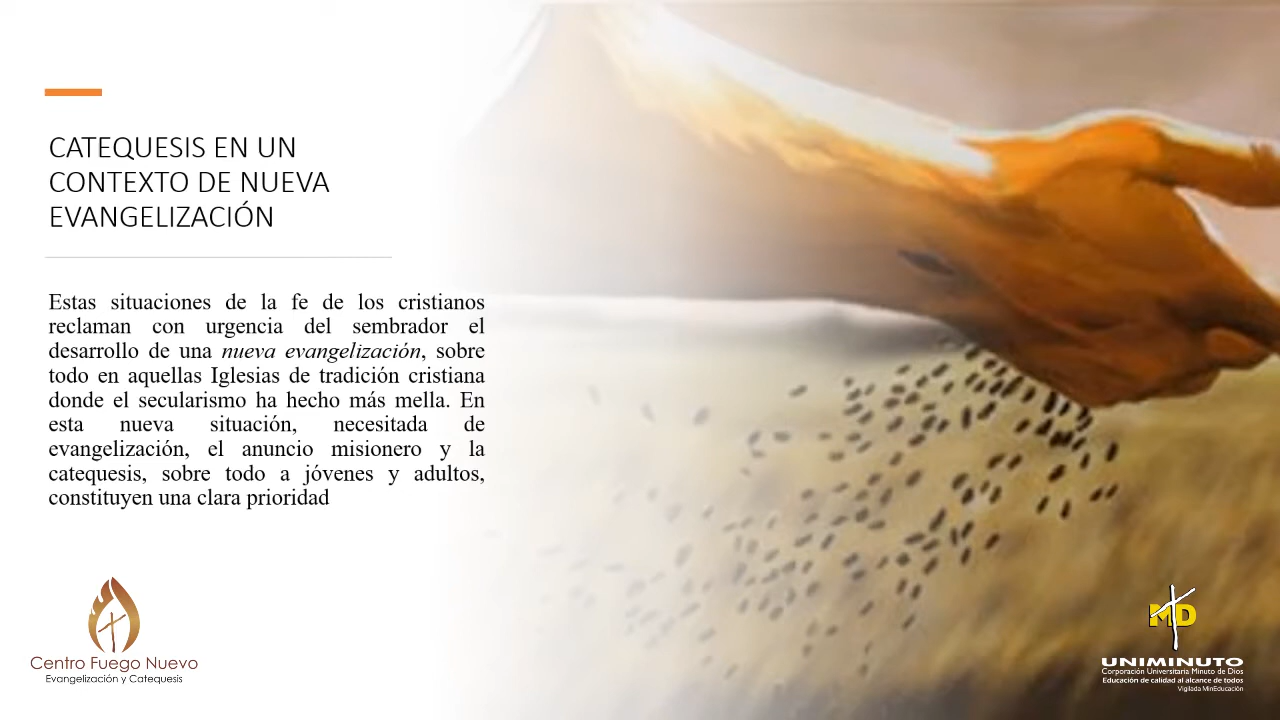 CATEQUESIS EN UN
CONTEXTO DE NUEVA
EVANGELIZACIÓN
Estas situaciones de la fe de los cristianos
reclaman con urgencia del sembrador el
desarrollo de una nueva evangelización, sobre
todo en aquellas Iglesias de tradición cristiana
donde el secularismo ha hecho más mella. En
esta nueva situación, necesitada de
evangelización, el anuncio misionero y la
catequesis, sobre todo a jóvenes y adultos,
constituyen una clara prioridad
Centro Fuego Nuevo
Evangelización y Catequesis
MD
UNIMINUTO
Corporación Universitaria Minuto de Dios
Educación de calidad al alcance de todos
Vigilada MinEducación